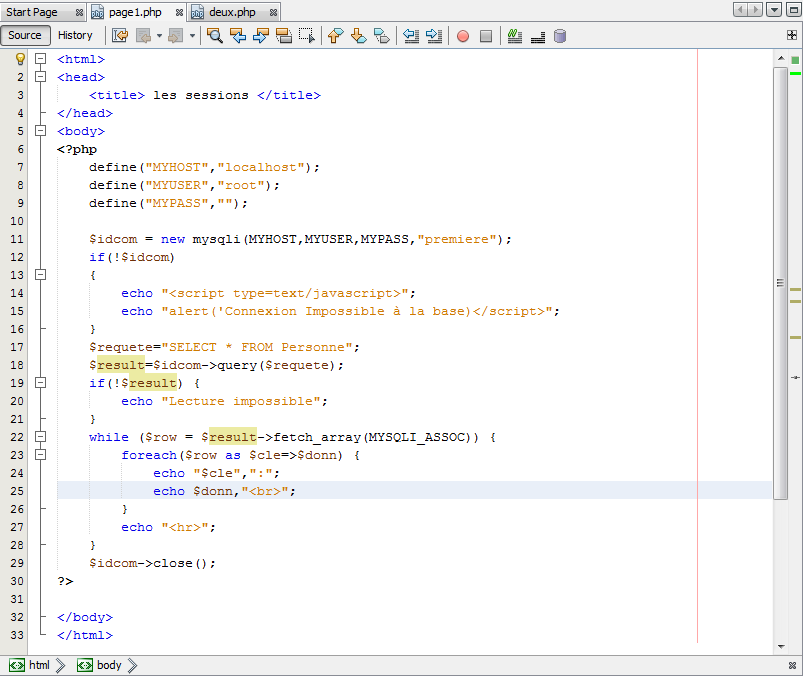 Start Page page1.php deux.php
Source History
<html>
2 <head>
3 <title> les sessions </title>
4 </head>
5 <body>
6 <?php
7 define("MYHOST","localhost");
8 define("MYUSER","root");
9 define("MYPASS","");
10
11 $idcom = new mysqli(MYHOST,MYUSER,MYPASS,"premiere");
12 if(!$idcom)
13 {
14 echo "<script type=text/javascript>";
15 echo "alert('Connexion Impossible à la base)</script>";
16 }
17 $requete="SELECT * FROM Personne";
18 $result=$idcom->query($requete);
19 if(!$result) {
20 echo "Lecture impossible";
21 }
22 while ($row = $result->fetch_array(MYSQLI_ASSOC)) {
23 foreach($row as $cle=>$donn) {
24 echo "$cle",":";
25 echo $donn,"<br>";
26 }
27 echo "<hr>";
28 }
29 $idcom->close();
30 ?>
31
32 </body>
33 </html>
html body